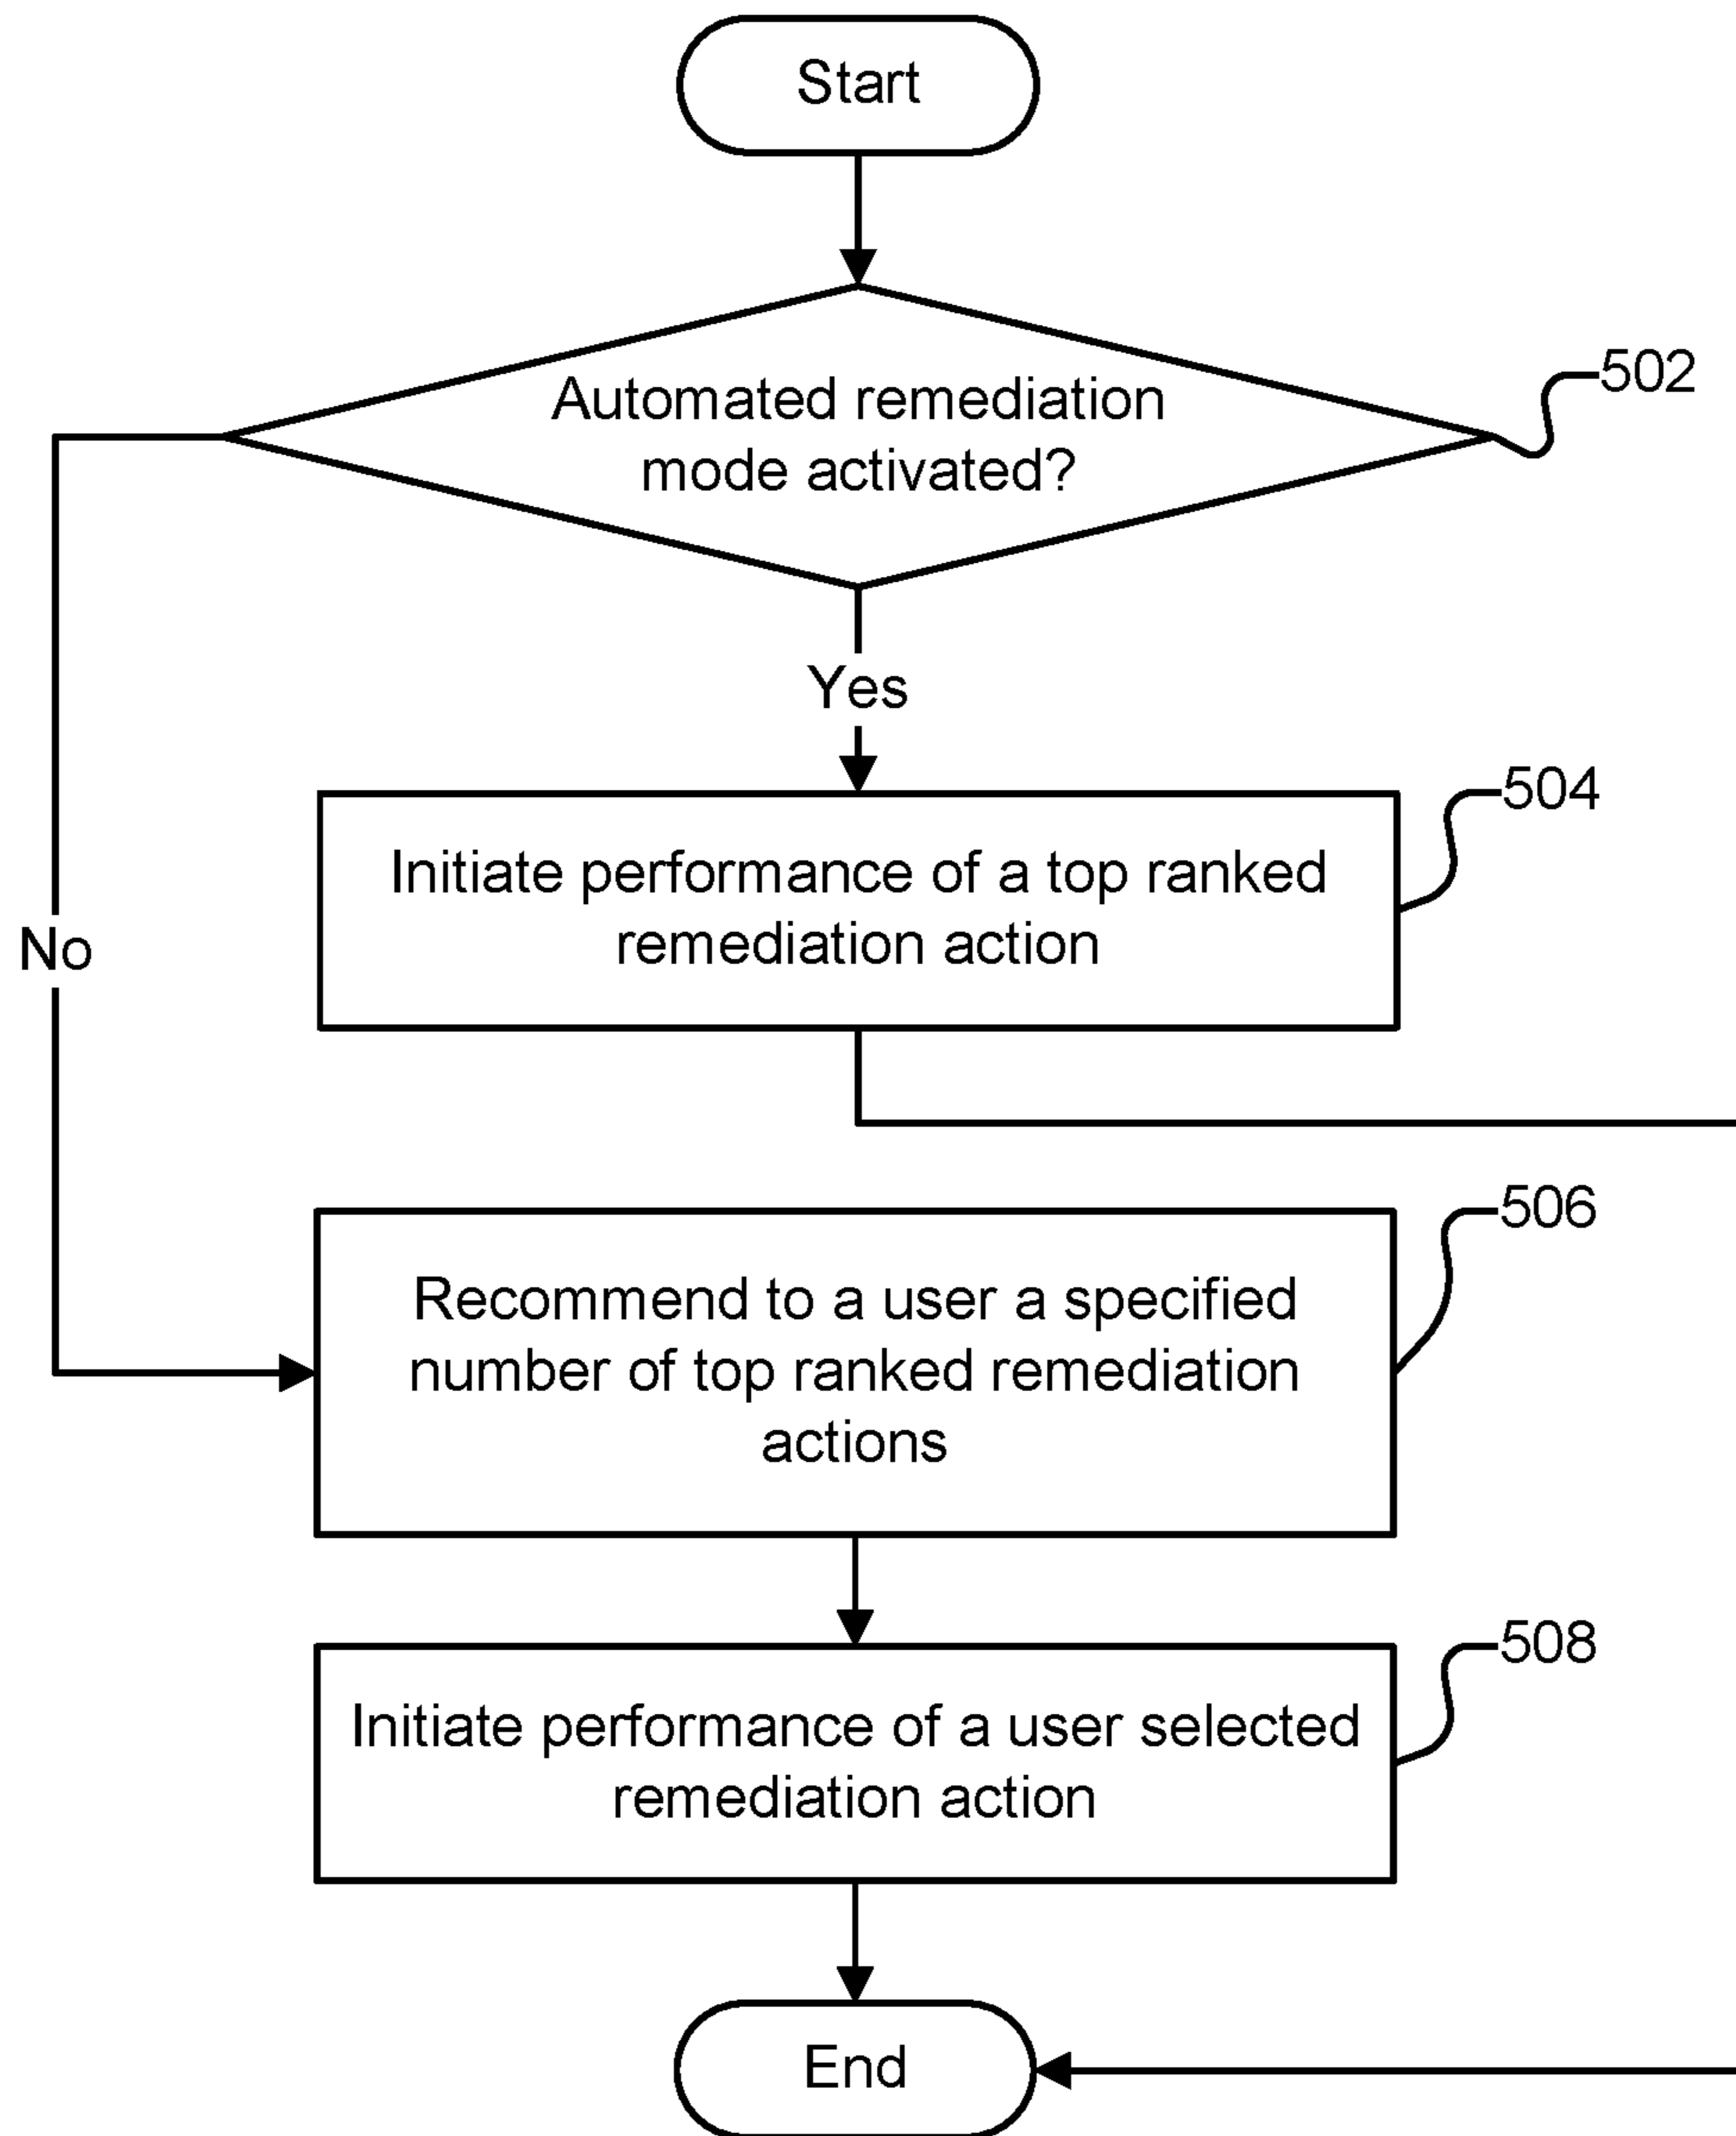 Start
Automated remediation
mode activated?
502
Yes
504
Initiate performance of a top ranked
remediation action
No
506
Recommend to a user a specified
number of top ranked remediation
actions
508
Initiate performance of a user selected
remediation action
End